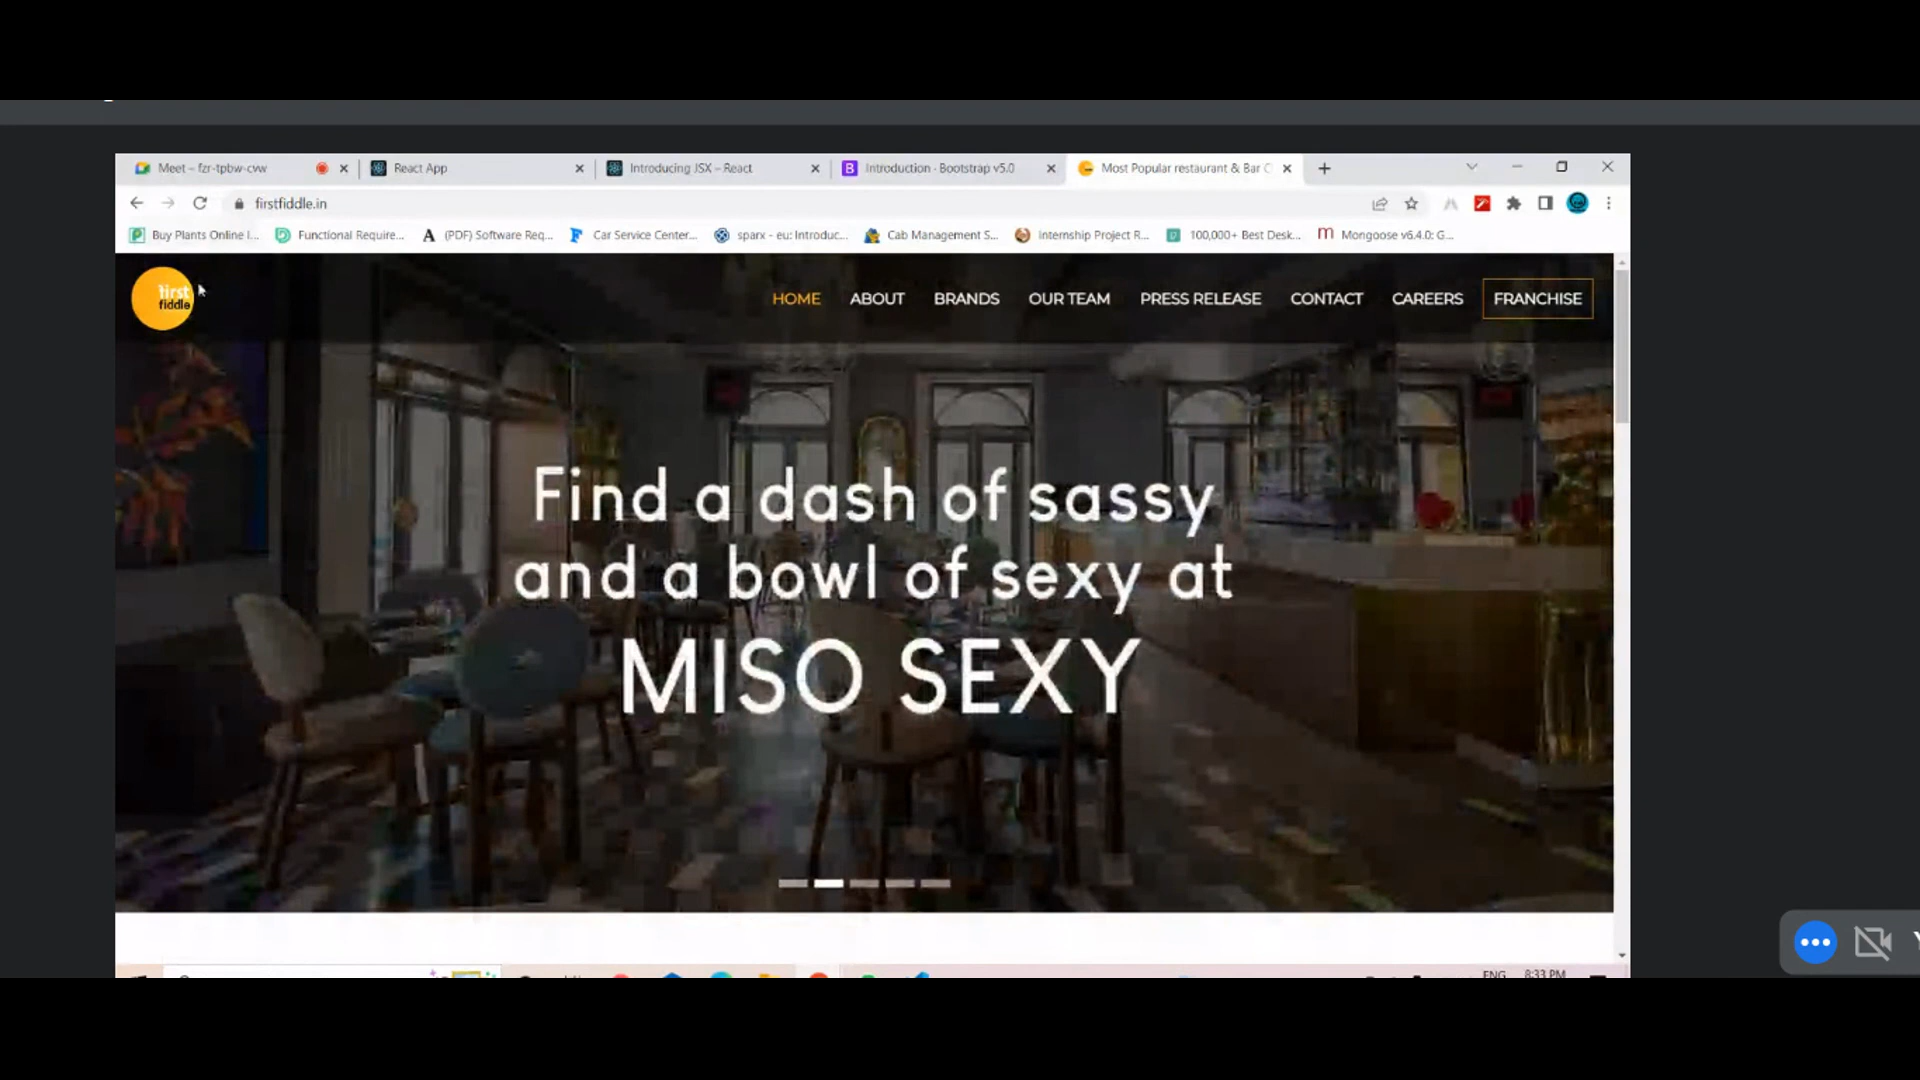 Meet – fzr-tpbw-cvw
React App
Introducing JSX – React
Introduction · Bootstrap v5.0
Most Popular restaurant & Bar C
firstfiddle.in
Buy Plants Online I...
Functional Require...
(PDF) Software Req...
Car Service Center...
sparx - eu: Introduc...
Cab Management S...
Internship Project R...
100,000+ Best Desk...
Mongoose v6.4.0: G...
first
fiddle
HOME
ABOUT
BRANDS
OUR TEAM
PRESS RELEASE
CONTACT
CAREERS
FRANCHISE
Find a dash of sassy
and a bowl of sexy at
MISO SEXY
ENG
8:33 PM